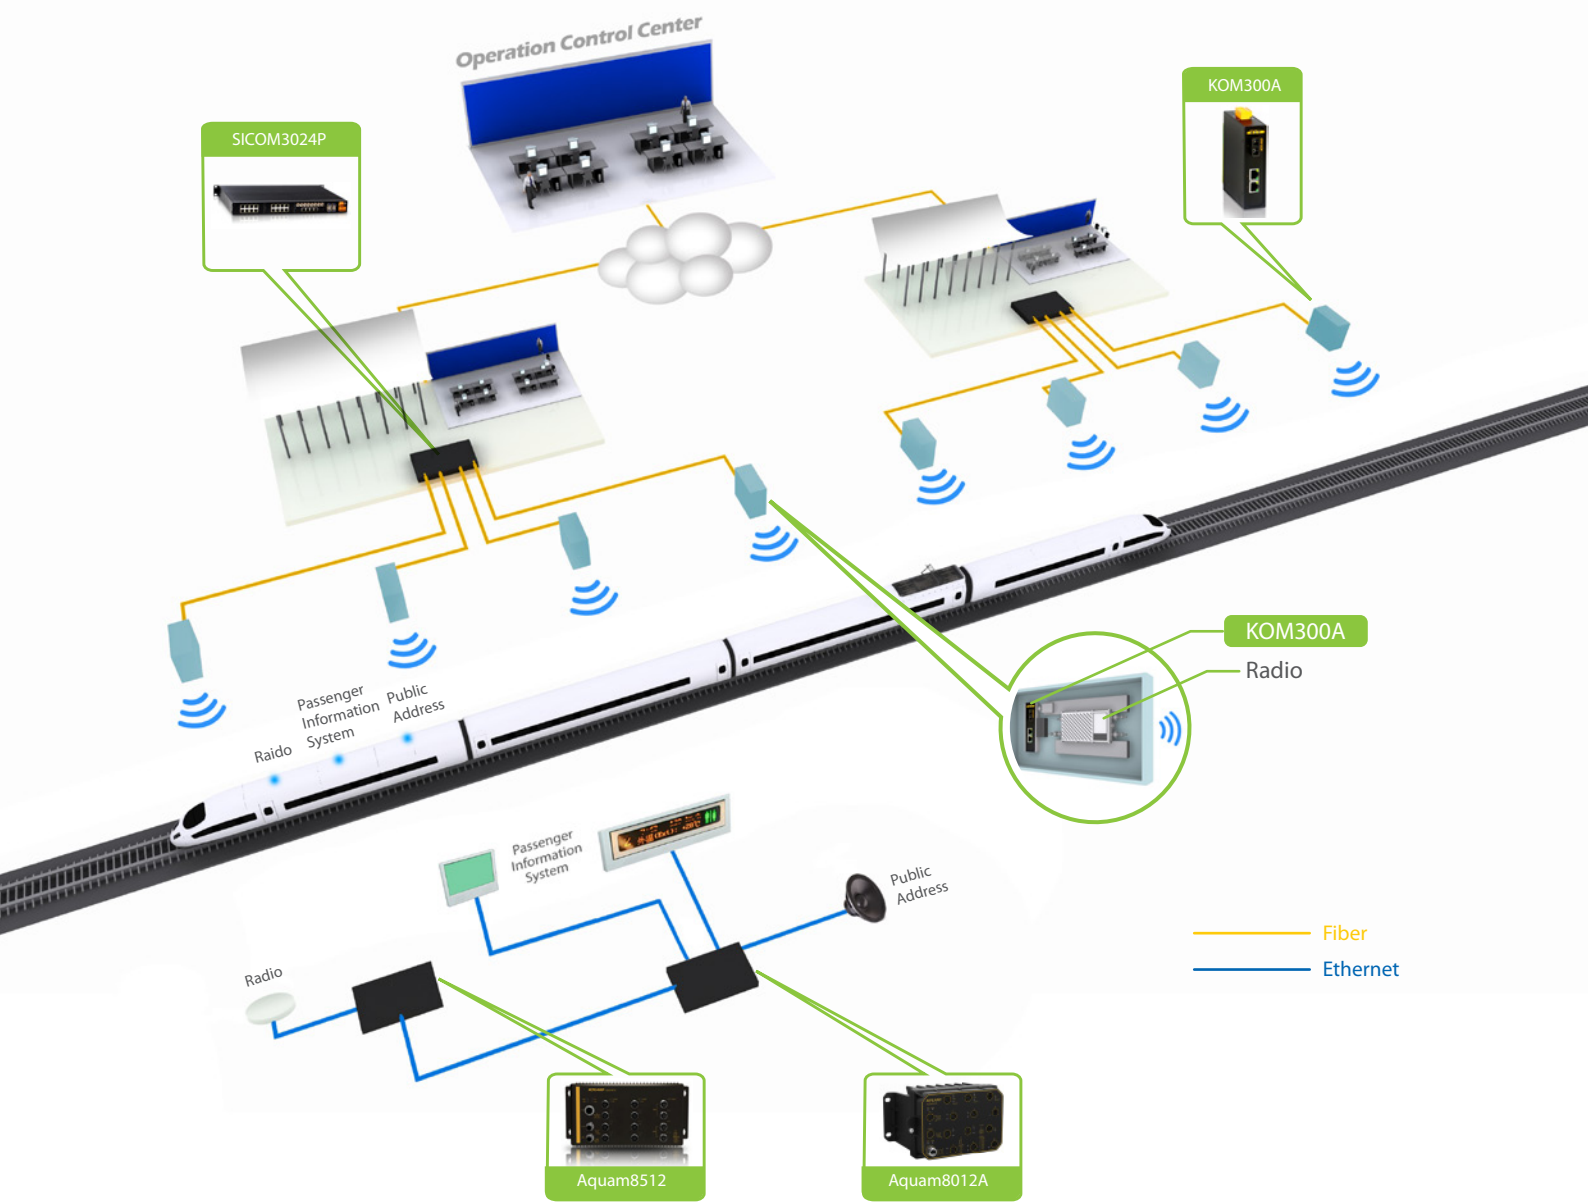 Operation Control Center
KOM300A
SICOM3024P
KOM300A
Radio
Passenger
Information
System
Public
Address
Raido
Passenger
Information
System
Public
Address
Radio
Fiber
Ethernet
Aquam8512
Aquam8012A